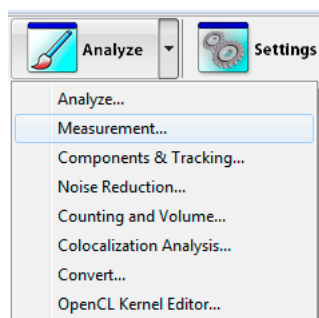 Analyze Settings
Analyze...
Measurement...
Components & Tracking...
Noise Reduction...
Counting and Volume...
Colocalization Analysis...
Convert...
OpenCL Kernel Editor...